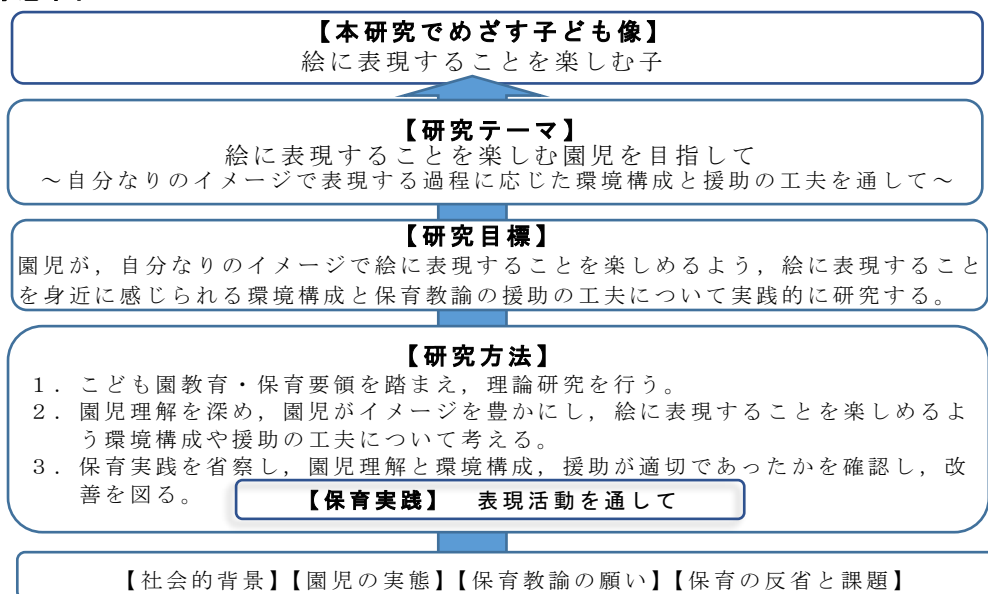 【本研究でめざす子ども像】
絵に表現することを楽しむ子
【研究テーマ】
絵に表現することを楽しむ園児を目指して
～自分なりのイメージで表現する過程に応じた環境構成と援助の工夫を通して～
【研究目標】
園児が，自分なりのイメージで絵に表現することを楽しめるよう，絵に表現すること
を身近に感じられる環境構成と保育教諭の援助の工夫について実践的に研究する。
【研究方法】
1．こども園教育・保育要領を踏まえ，理論研究を行う。
2．園児理解を深め，園児がイメージを豊かにし，絵に表現することを楽しめるよ
う環境構成や援助の工夫について考える。
3．保育実践を省察し，園児理解と環境構成，援助が適切であったかを確認し，改
善を図る。
【保育実践】　表現活動を通して
【社会的背景】【園児の実態】【保育教諭の願い】【保育の反省と課題】